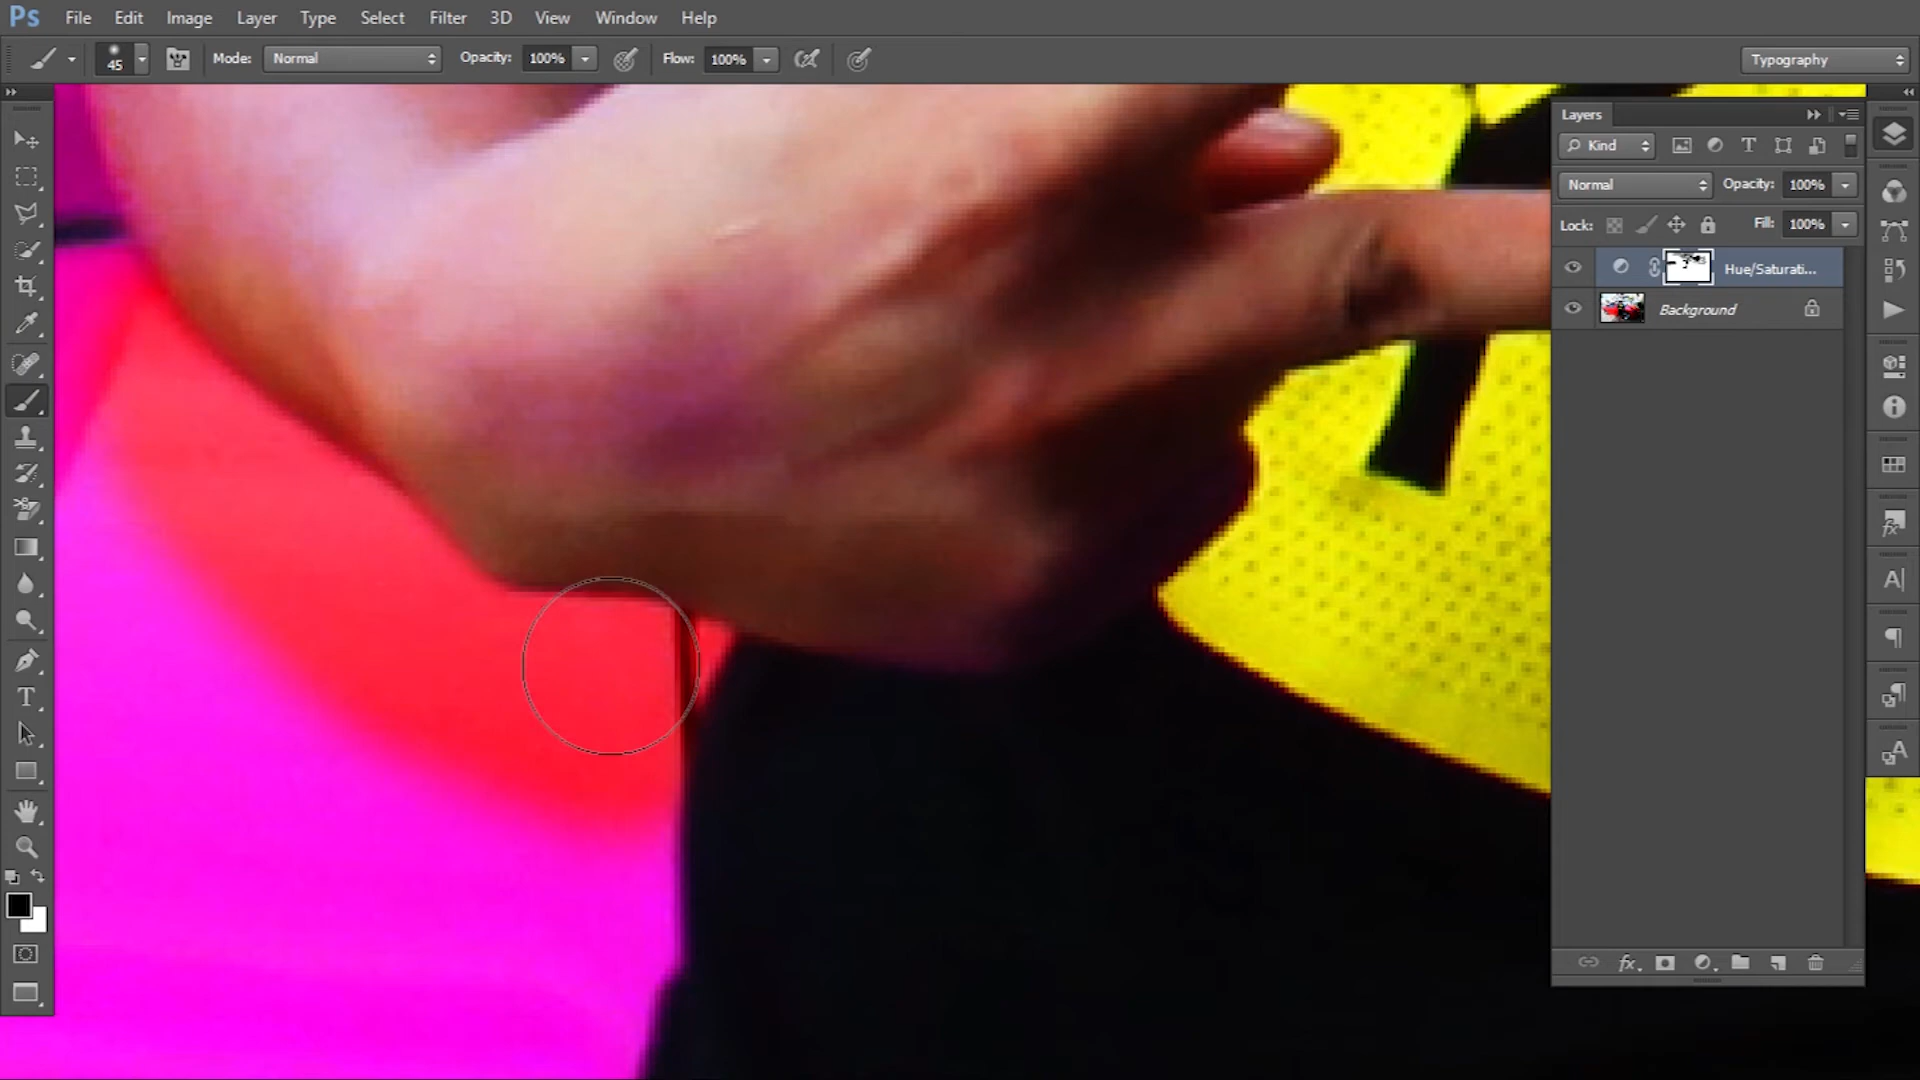 Ps File Edit Image Layer Type Select Filter 3D View Window Help
45 Mode: Normal Opacity: 100% Flow: 100% Typography
Layers
Kind
Normal Opacity: 100%
Lock: Fill: 100%
Hue/Saturati...
Background